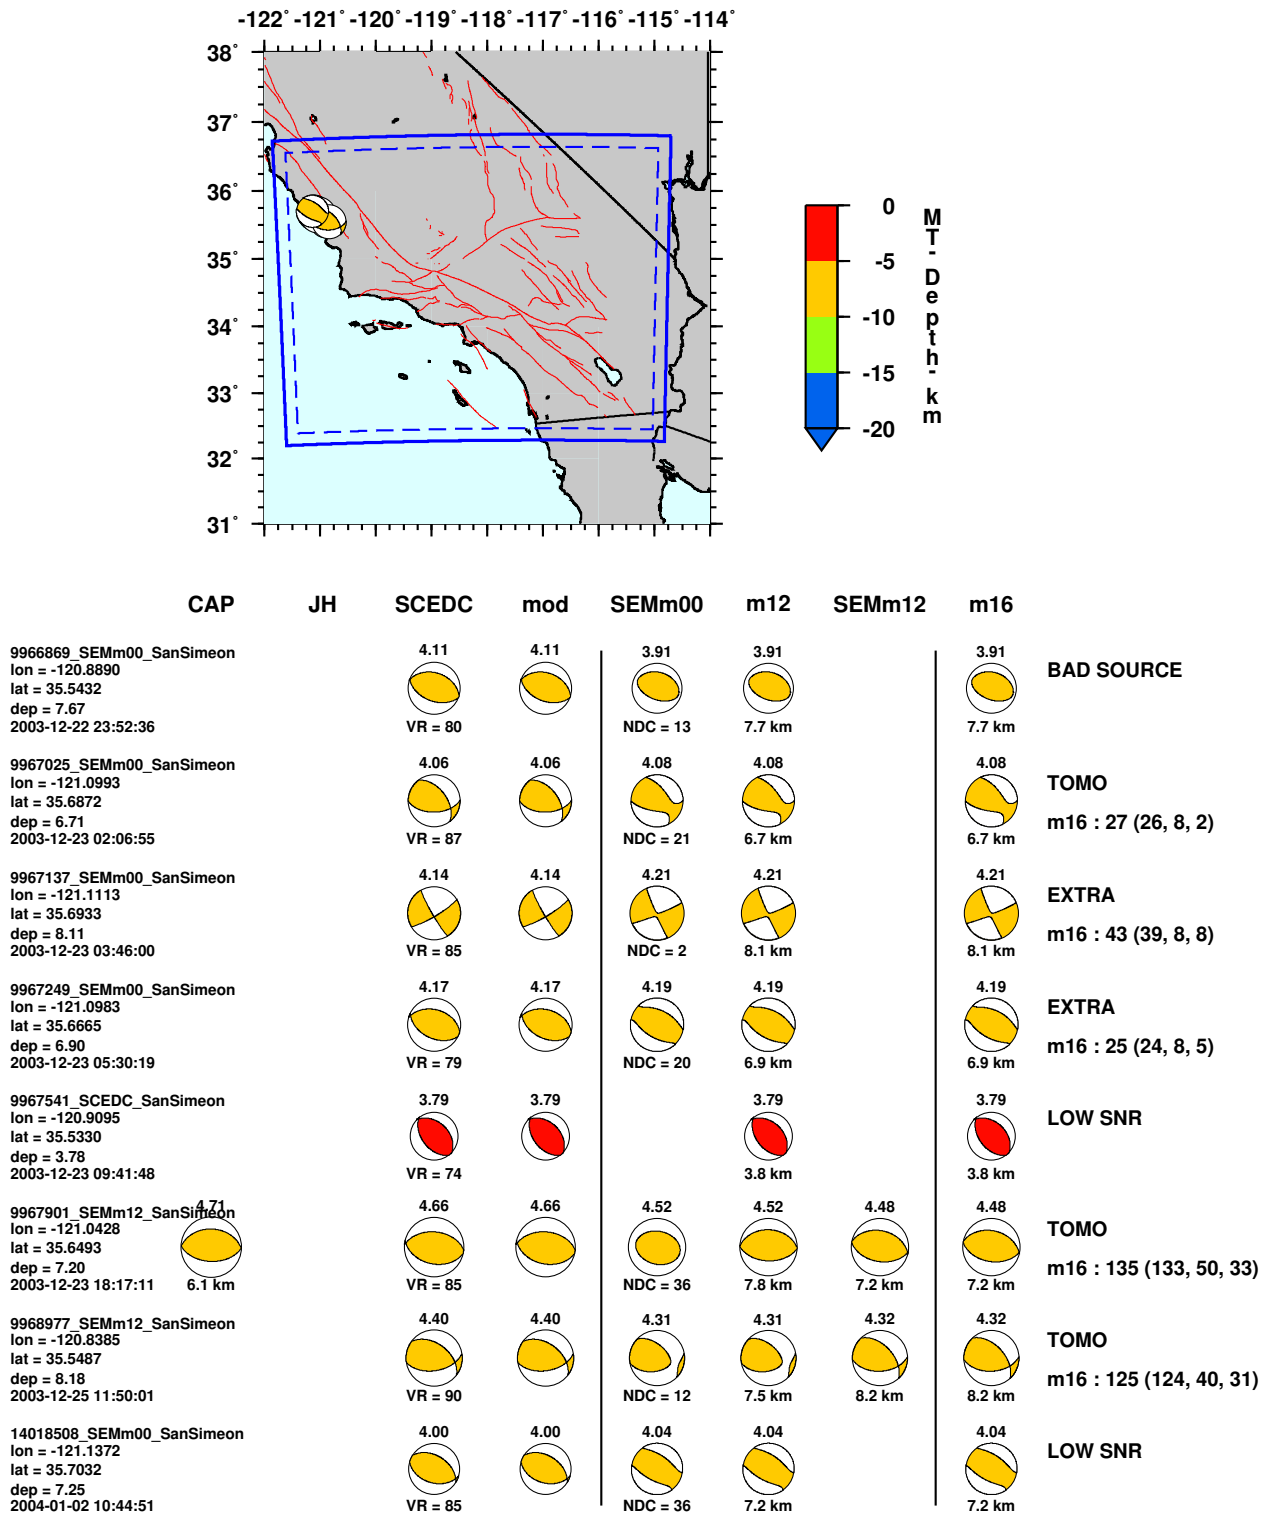 -122° -121° -120° -119° -118° -117° -116° -115° -114°
38°
37°
36°
35°
34°
33°
32°
31°
0
-5
-10
-15
-20
MT- Depth- km
CAP JH SCEDC mod SEMm00 m12 SEMm12 m16
9966869_SEMm00_SanSimeon
lon = -120.8890
lat = 35.5432
dep = 7.67
2003-12-22 23:52:36
4.11 4.11 3.91 3.91 3.91
VR = 80 NDC = 13 7.7 km 7.7 km
BAD SOURCE
9967025_SEMm00_SanSimeon
lon = -121.0993
lat = 35.6872
dep = 6.71
2003-12-23 02:06:55
4.06 4.06 4.08 4.08 4.08
VR = 87 NDC = 21 6.7 km 6.7 km
TOMO
m16 : 27 (26, 8, 2)
9967137_SEMm00_SanSimeon
lon = -121.1113
lat = 35.6933
dep = 8.11
2003-12-23 03:46:00
4.14 4.14 4.21 4.21 4.21
VR = 85 NDC = 2 8.1 km 8.1 km
EXTRA
m16 : 43 (39, 8, 8)
9967249_SEMm00_SanSimeon
lon = -121.0983
lat = 35.6665
dep = 6.90
2003-12-23 05:30:19
4.17 4.17 4.19 4.19 4.19
VR = 79 NDC = 20 6.9 km 6.9 km
EXTRA
m16 : 25 (24, 8, 5)
9967541_SCEDC_SanSimeon
lon = -120.9095
lat = 35.5330
dep = 3.78
2003-12-23 09:41:48
3.79 3.79 3.79 3.79
VR = 74 3.8 km 3.8 km
LOW SNR
9967901_SEMm12_SanSimeon
lon = -121.0428
lat = 35.6493
dep = 7.20
2003-12-23 18:17:11
4.71 4.66 4.66 4.52 4.52 4.48 4.48
6.1 km VR = 85 NDC = 36 7.8 km 7.2 km 7.2 km
TOMO
m16 : 135 (133, 50, 33)
9968977_SEMm12_SanSimeon
lon = -120.8385
lat = 35.5487
dep = 8.18
2003-12-25 11:50:01
4.40 4.40 4.31 4.31 4.32 4.32
VR = 90 NDC = 12 7.5 km 8.2 km 8.2 km
TOMO
m16 : 125 (124, 40, 31)
14018508_SEMm00_SanSimeon
lon = -121.1372
lat = 35.7032
dep = 7.25
2004-01-02 10:44:51
4.00 4.00 4.04 4.04 4.04
VR = 85 NDC = 36 7.2 km 7.2 km
LOW SNR